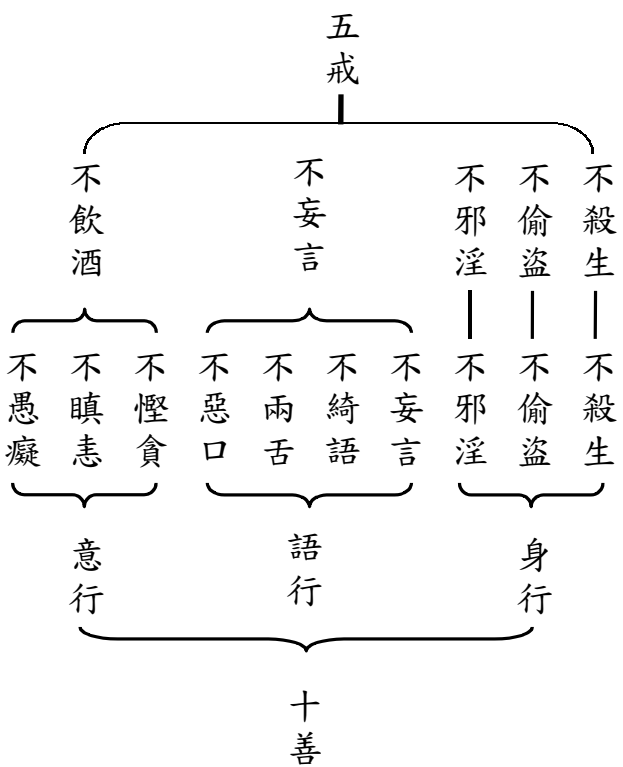 五戒
不殺生
不偷盜
不邪淫
不妄言
不飲酒
不殺生
不偷盜
不邪淫
不妄言
不綺語
不兩舌
不惡口
不慳貪
不瞋恚
不愚癡
身行
語行
意行
十善